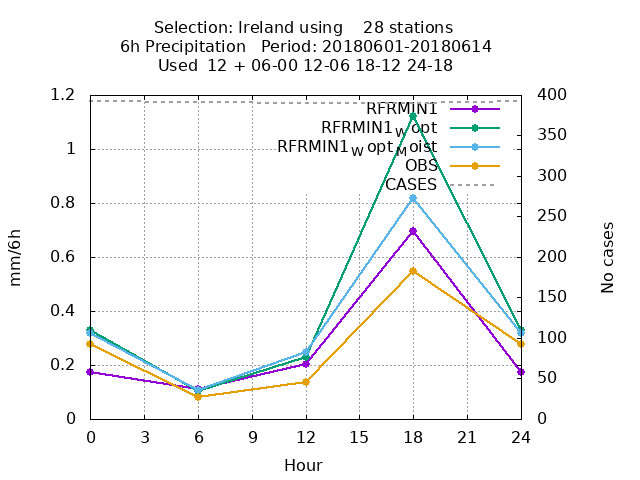 Selection: Ireland using 28 stations
6h Precipitation Period: 20180601-20180614
Used 12 + 06-00 12-06 18-12 24-18
1.2
1
0.8
0.6
0.4
0.2
0
mm/6h
RFRMIN1
RFRMIN1Wopt
RFRMIN1WoptMoist
OBS
CASES
400
350
300
250
200
150
100
50
0
No cases
0 3 6 9 12 15 18 21 24
Hour